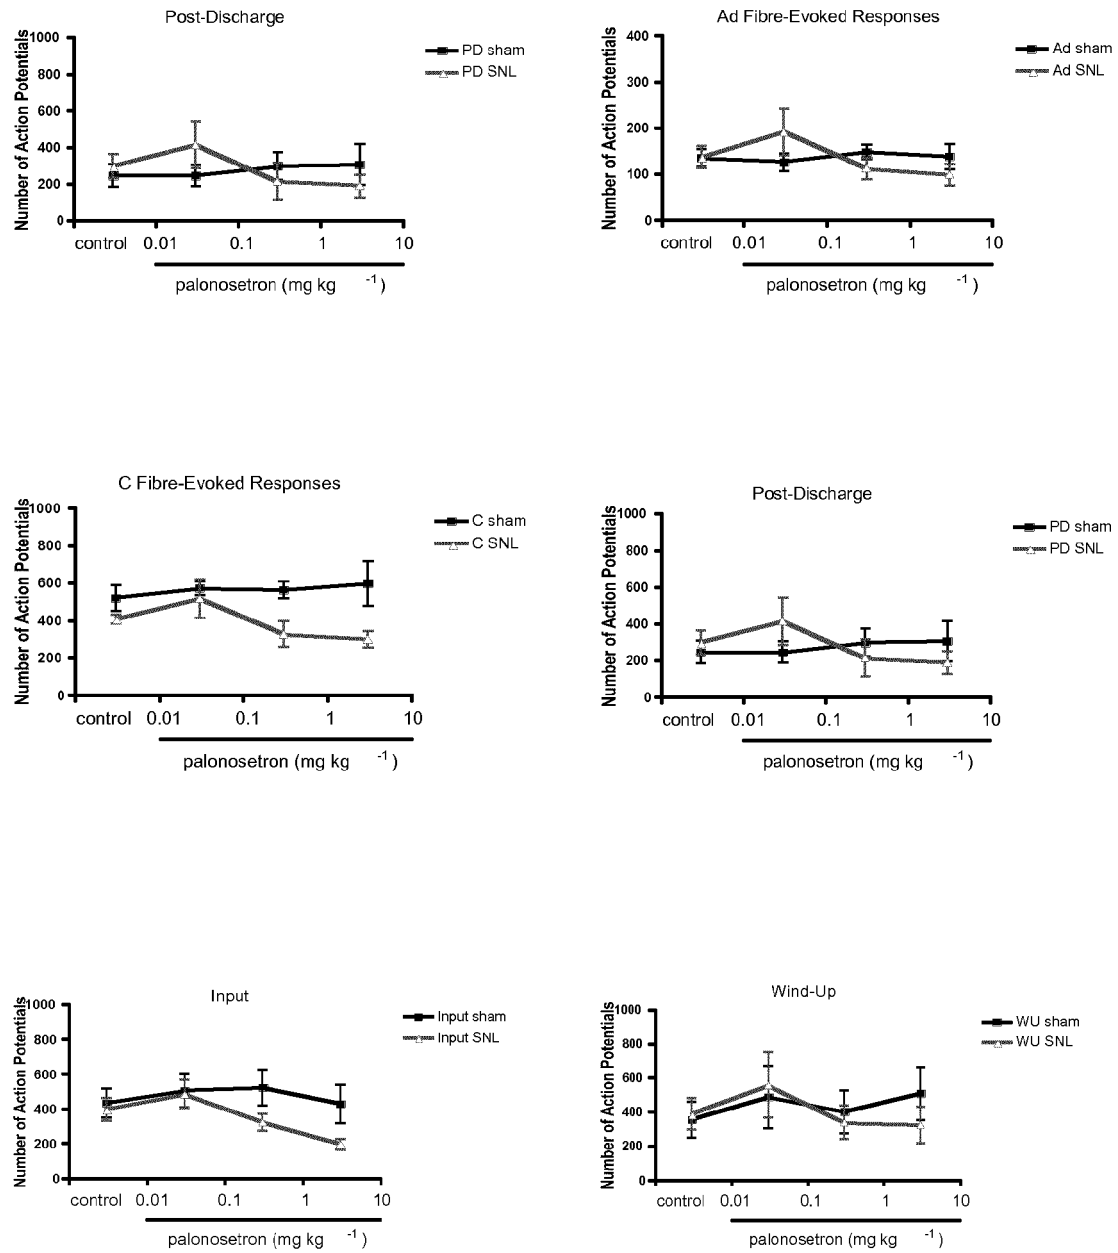 Post-Discharge
Number of Action Potentials
1000
800
600
400
200
0
control 0.01 0.1 1 10
palonosetron (mg kg -1 )
PD sham
PD SNL
Ad Fibre-Evoked Responses
Number of Action Potentials
400
300
200
100
0
control 0.01 0.1 1 10
palonosetron (mg kg -1 )
Ad sham
Ad SNL
C Fibre-Evoked Responses
Number of Action Potentials
1000
800
600
400
200
0
control 0.01 0.1 1 10
palonosetron (mg kg -1 )
C sham
C SNL
Post-Discharge
Number of Action Potentials
1000
800
600
400
200
0
control 0.01 0.1 1 10
palonosetron (mg kg -1 )
PD sham
PD SNL
Input
Number of Action Potentials
1000
800
600
400
200
0
control 0.01 0.1 1 10
palonosetron (mg kg -1 )
Input sham
Input SNL
Wind-Up
Number of Action Potentials
1000
800
600
400
200
0
control 0.01 0.1 1 10
palonosetron (mg kg -1 )
WU sham
WU SNL